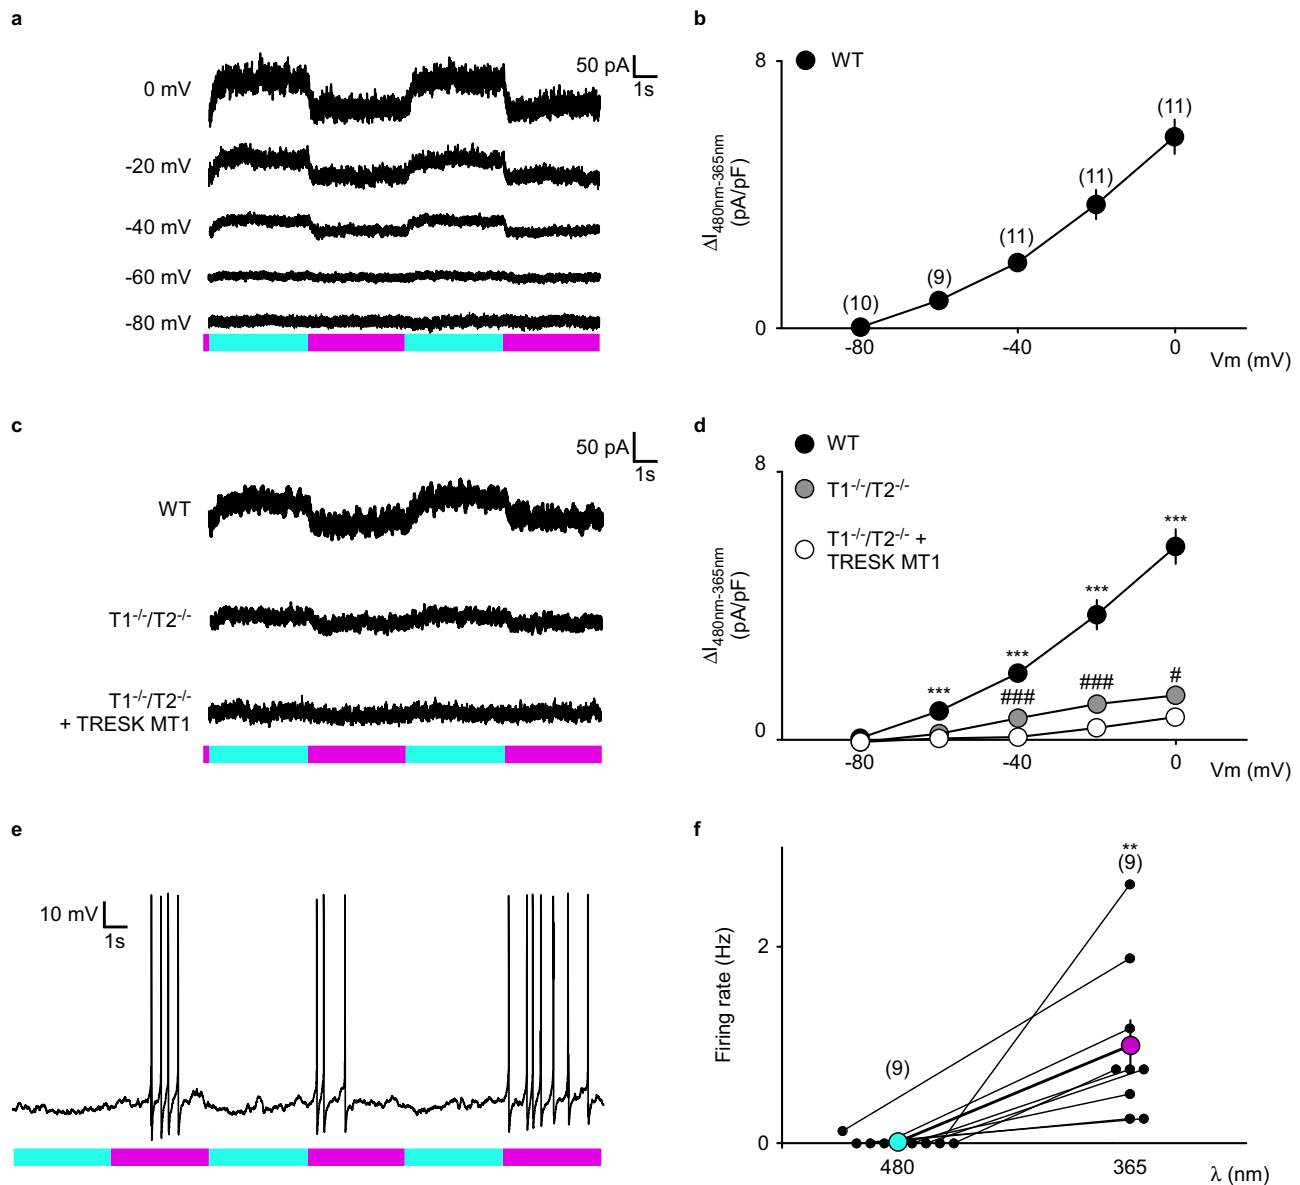 a
50 pA
1s
0 mV
-20 mV
-40 mV
-60 mV
-80 mV
b
8
WT
(11)
(11)
(11)
(9)
(10)
ΔI480nm-365nm
(pA/pF)
0
-80
-40
0
Vm (mV)
c
50 pA
1s
WT
T1-/-/T2-/-
T1-/-/T2-/-
+ TRESK MT1
d
WT
8
T1-/-/T2-/-
T1-/-/T2-/- +
TRESK MT1
***
***
***
***
###
###
#
ΔI480nm-365nm
(pA/pF)
0
-80
-40
0
Vm (mV)
e
10 mV
1s
f
**
(9)
2
Firing rate (Hz)
(9)
0
480
365
λ (nm)